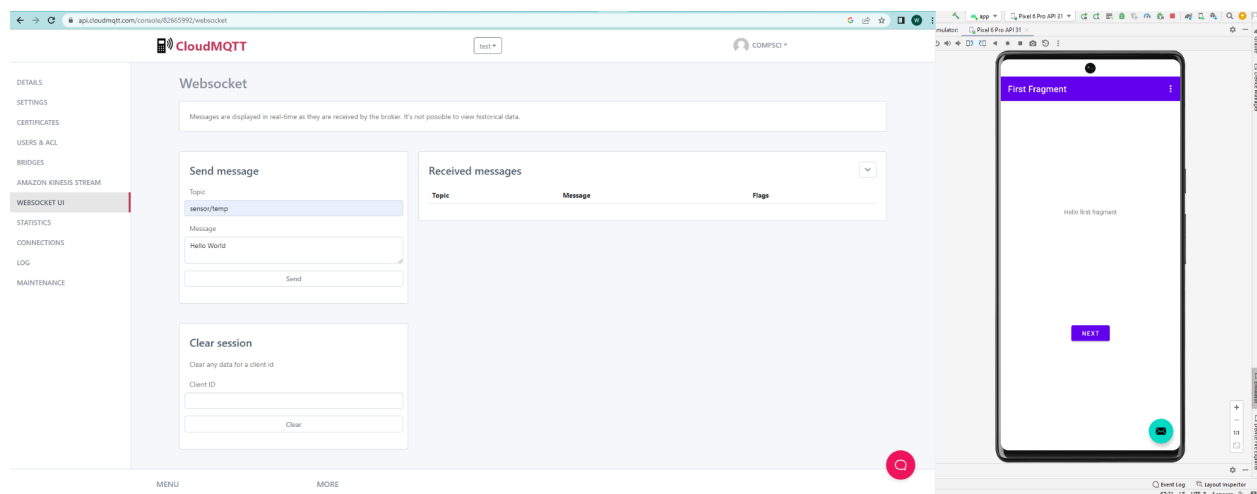 api.cloudmqtt.com/console/82665992/websocket
CloudMQTT
test
COMPSCI
DETAILS
SETTINGS
CERTIFICATES
USERS & ACL
BRIDGES
AMAZON KINESIS STREAM
WEBSOCKET UI
STATISTICS
CONNECTIONS
LOG
MAINTENANCE
Websocket
Messages are displayed in real-time as they are received by the broker. It's not possible to view historical data.
Send message
Topic
sensor/temp
Message
Hello World
Send
Received messages
Topic Message Flags
Clear session
Clear any data for a client id
Client ID
Clear
MENU MORE
app Pixel 6 Pro API 31
Pixel 6 Pro API 31
First Fragment
Hello first fragment
NEXT
1:1
Event Log Layout Inspector